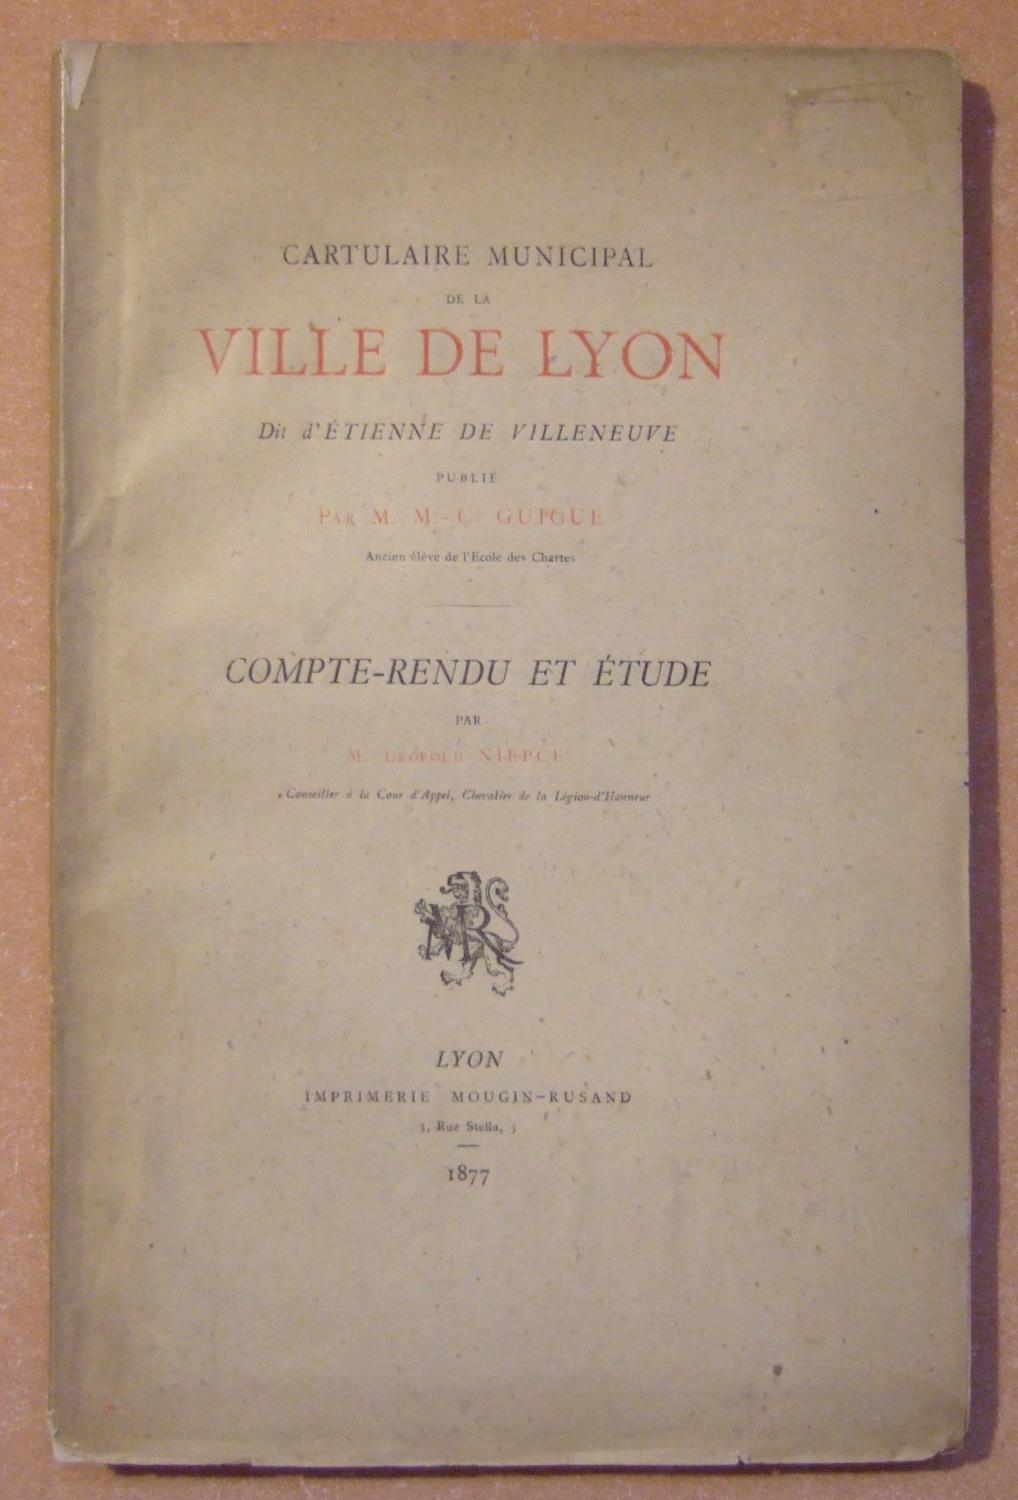 CARTULAIRE MUNICIPAL
DE LA
VILLE DE LYON
Dit d'ÉTIENNE DE VILLENEUVE
PUBLIÉ
PAR M. M.-C. GUIGUE
Ancien élève de l'Ecole des Chartes
COMPTE-RENDU ET ÉTUDE
PAR
M. LÉOPOLD NIEPCE
Conseiller à la Cour d'Appel, Chevalier de la Légion-d'Honneur
MR
LYON
IMPRIMERIE MOUGIN-RUSAND
3, Rue Stella, 3
1877